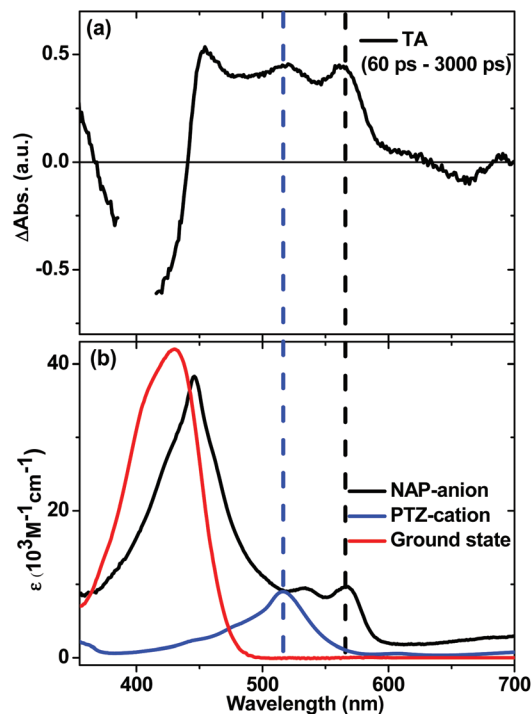 (a)
TA
(60 ps - 3000 ps)
ΔAbs. (a.u.)
0.5
0.0
-0.5
(b)
ε (10³M⁻¹cm⁻¹)
40
20
0
NAP-anion
PTZ-cation
Ground state
400 500 600 700
Wavelength (nm)